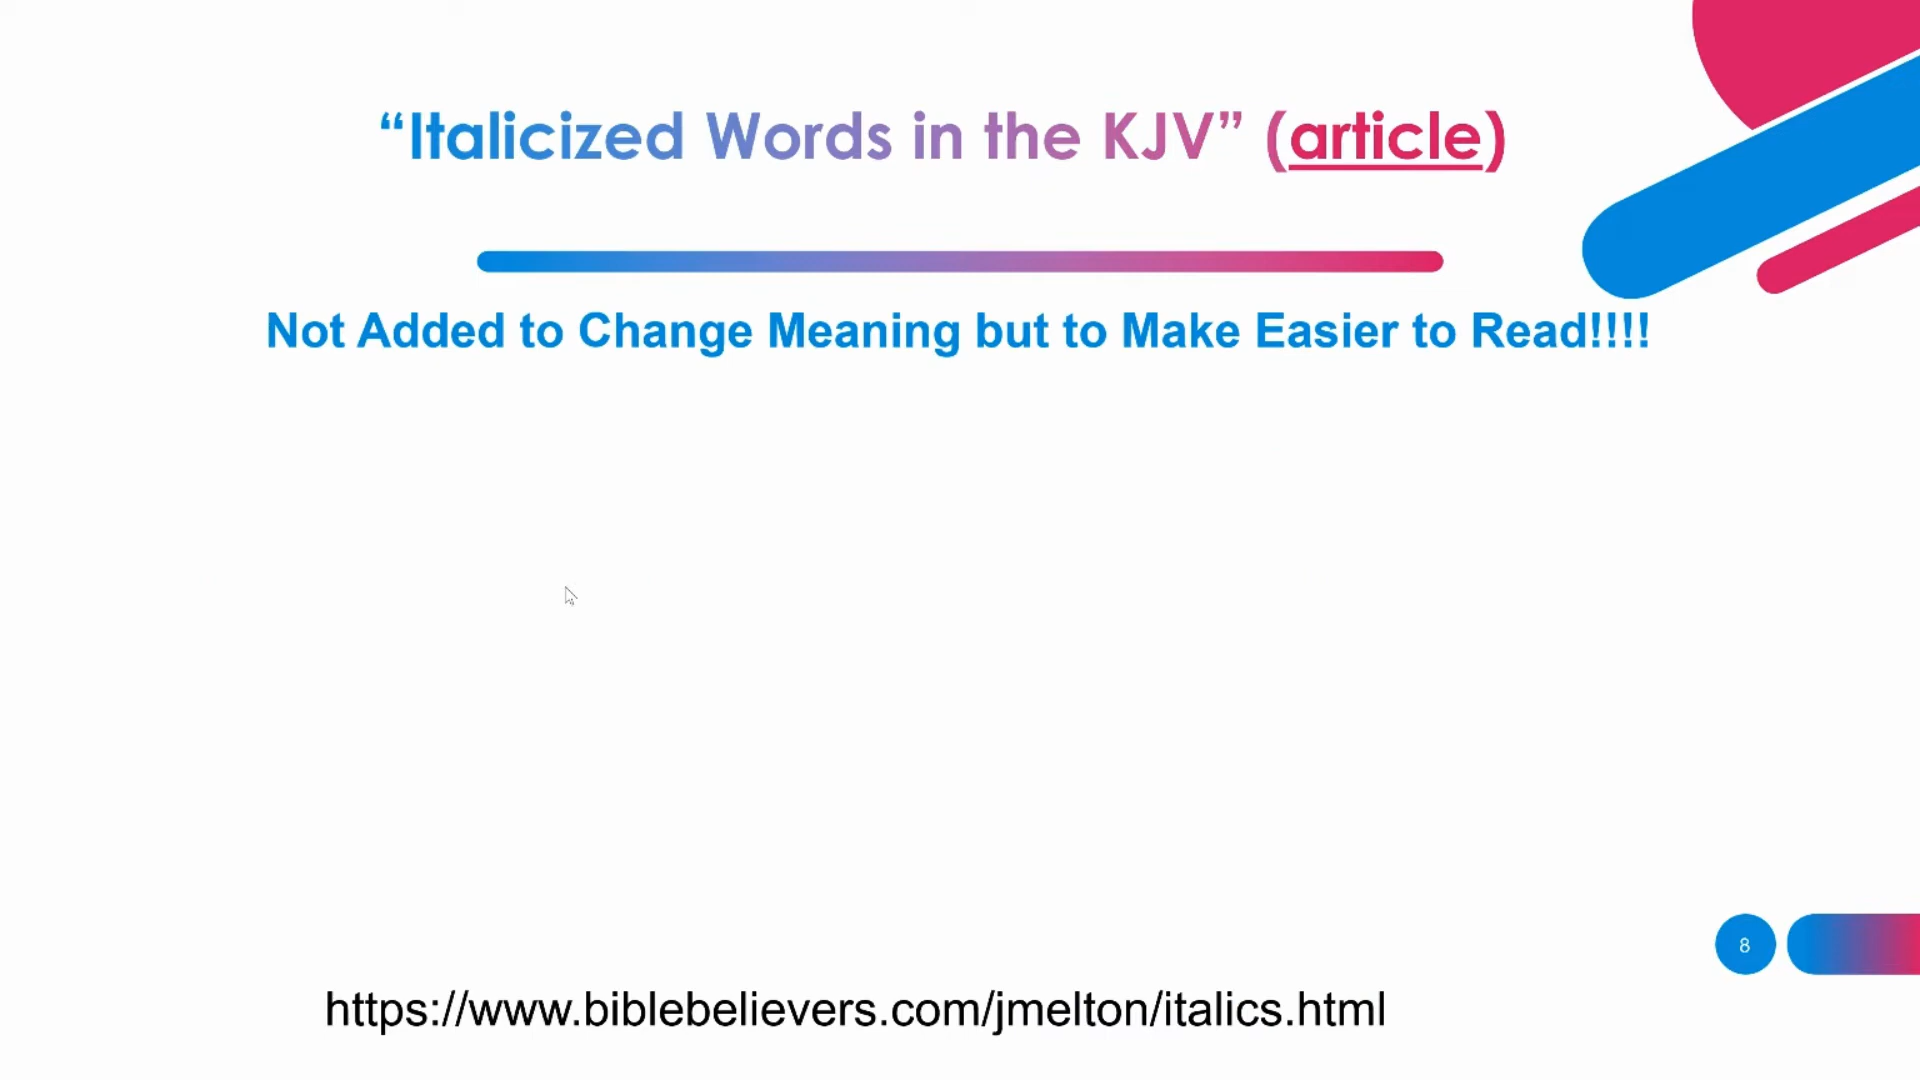 “Italicized Words in the KJV” (article)
Not Added to Change Meaning but to Make Easier to Read!!!!
8
https://www.biblebelievers.com/jmelton/italics.html